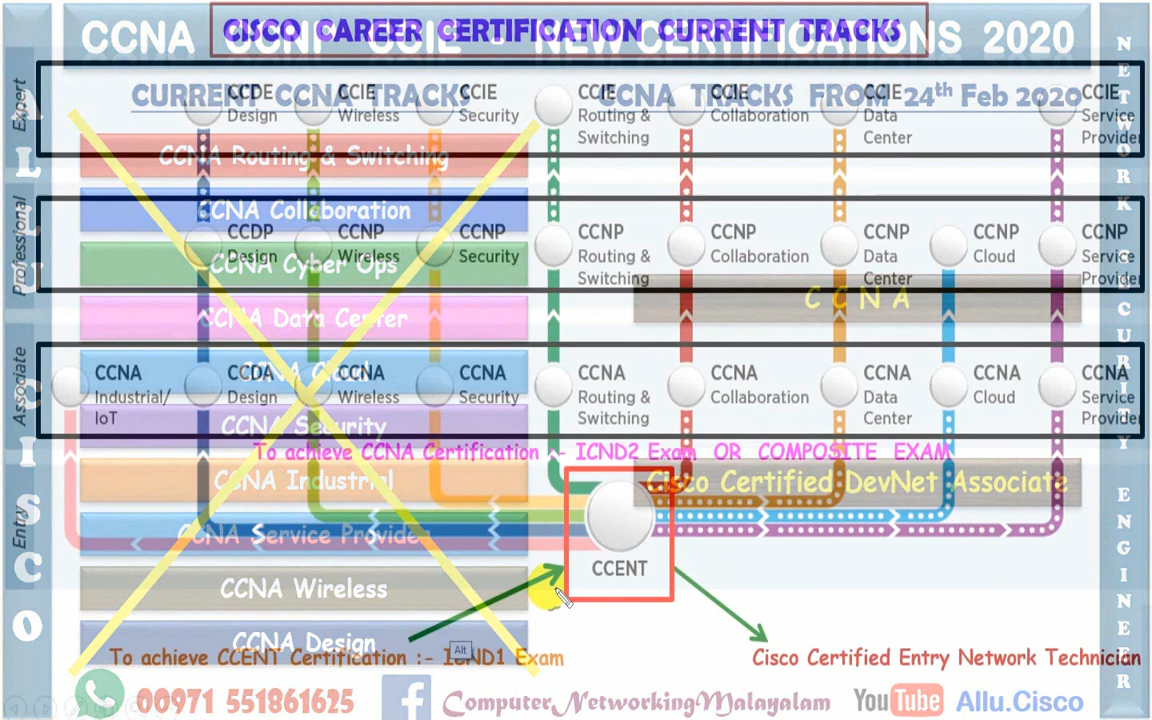 CCNA CCNP CCIE - NEW CERTIFICATIONS 2020
CISCO CAREER CERTIFICATION CURRENT TRACKS
CURRENT CCNA TRACKS
CCNA TRACKS FROM 24th Feb 2020
Expert
CCDE Design
CCIE Wireless
CCIE Security
CCIE Routing & Switching
CCIE Collaboration
CCIE Data Center
CCIE Service Provider
CCNA Routing & Switching
CCNA Collaboration
Professional
CCDP Design
CCNP Wireless
CCNP Security
CCNP Routing & Switching
CCNP Collaboration
CCNP Data Center
CCNP Cloud
CCNP Service Provider
CCNA Cyber Ops
CCNA
CCNA Data Center
Associate
CCNA Industrial/ IoT
CCDA Design
CCNA Wireless
CCNA Security
CCNA Routing & Switching
CCNA Collaboration
CCNA Data Center
CCNA Cloud
CCNA Service Provider
CCNA Cloud
CCNA Security
To achieve CCNA Certification :- ICND2 Exam OR COMPOSITE EXAM
CCNA Industrial
Cisco Certified DevNet Associate
Entry
CCNA Service Provider
CCENT
CCNA Wireless
CCNA Design
Alt
To achieve CCENT Certification :- ICND1 Exam
Cisco Certified Entry Network Technician
00971 551861625
ComputerNetworkingMalayalam
YouTube Allu.Cisco
ALLU CISCO
NETWORK SECURITY ENGINEER